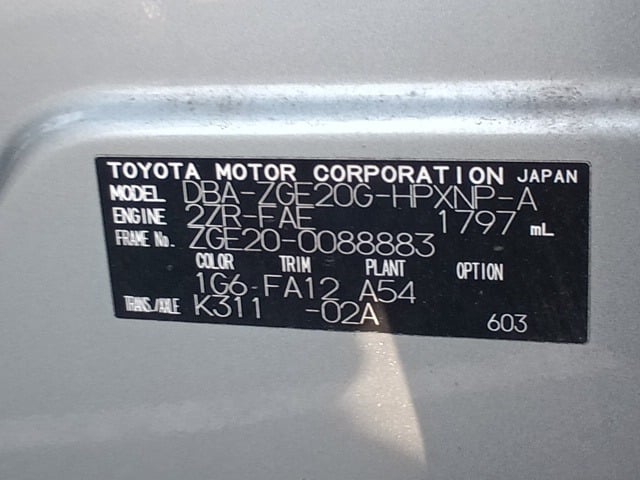 TOYOTA MOTOR CORPORATION JAPAN
MODEL DBA-ZGE20G-HPXNP-A
ENGINE 2ZR-FAE 1797 mL
FRAME No. ZGE20-0088883
COLOR TRIM PLANT OPTION
1G6 FA12 A54
TRANS./AXLE K311 -02A
603